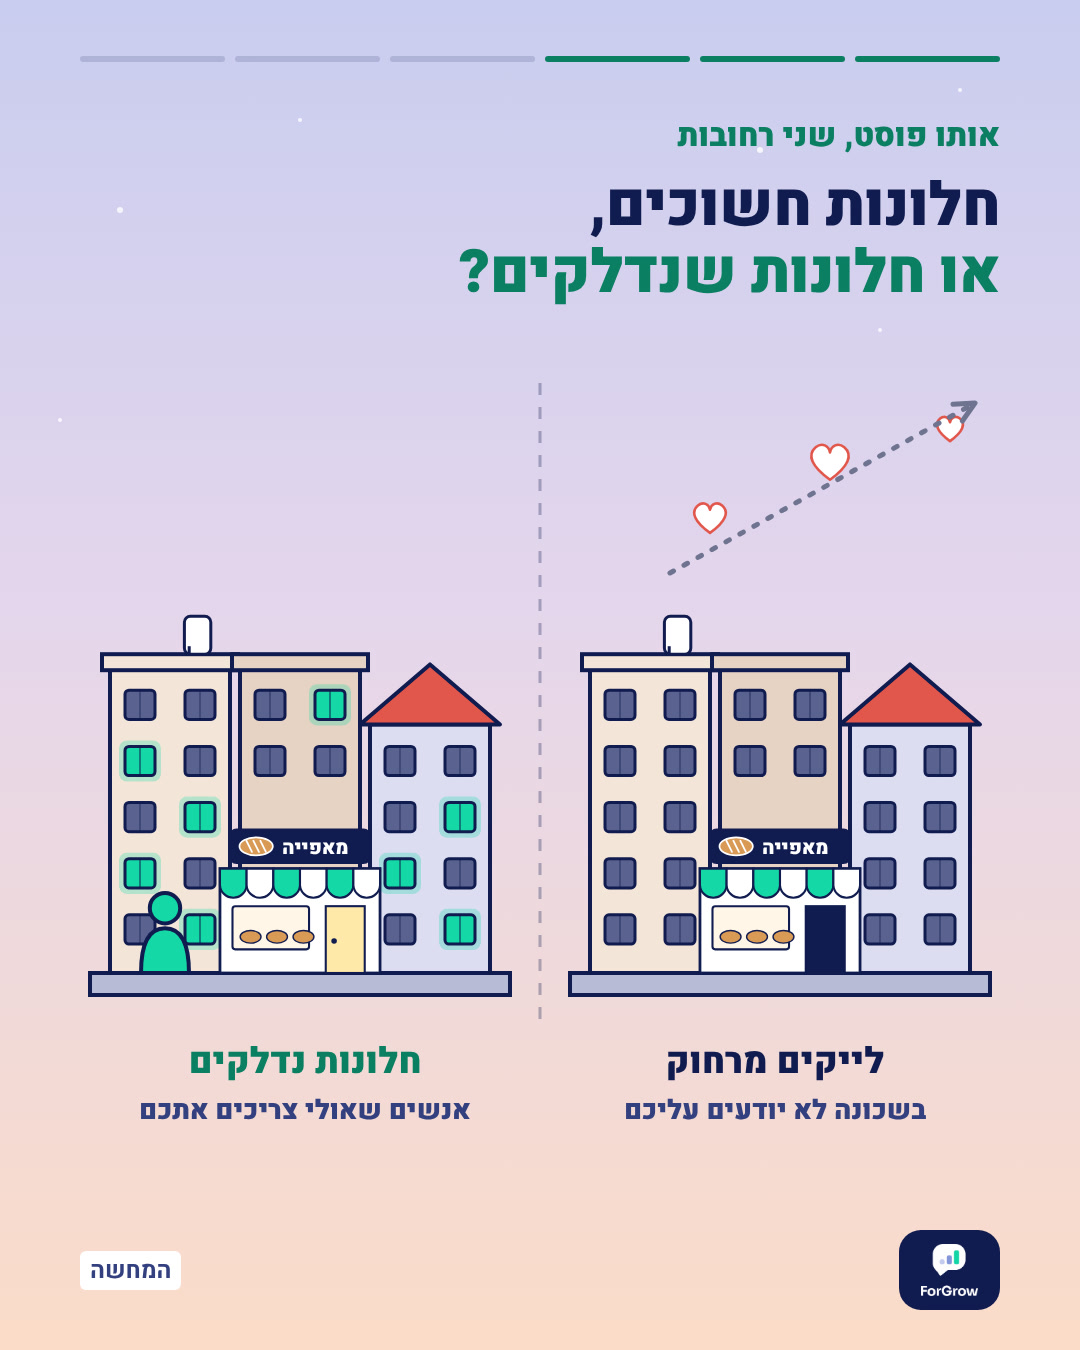 אותו פוסט, שני רחובות
חלונות חשוכים,
או חלונות שנדלקים?
מאפייה
מאפייה
לייקים מרחוק
בשכונה לא יודעים עליכם
חלונות נדלקים
אנשים שאולי צריכים אתכם
ForGrow
המחשה